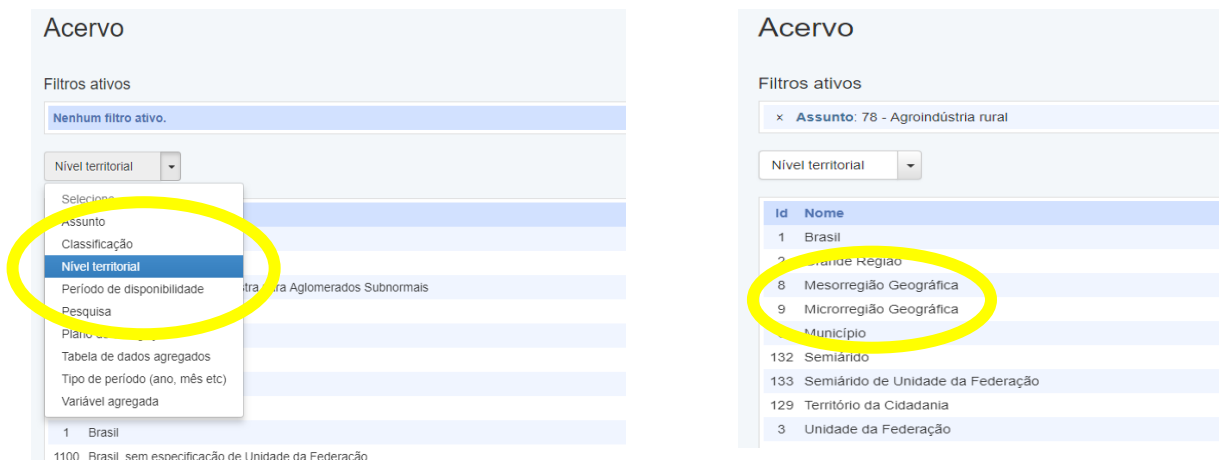 Acervo
Filtros ativos
Nenhum filtro ativo.
Nível territorial
Selecione
Assunto
Classificação
Nível territorial
Período de disponibilidade
para Aglomerados Subnormais
Pesquisa
Tabela de dados agregados
Tipo de período (ano, mês etc)
Variável agregada
1 Brasil
1100 Brasil, sem especificação de Unidade da Federação
Acervo
Filtros ativos
× Assunto: 78 - Agroindústria rural
Nível territorial
Id Nome
1 Brasil
2 Grande Região
8 Mesorregião Geográfica
9 Microrregião Geográfica
Município
132 Semiárido
133 Semiárido de Unidade da Federação
129 Território da Cidadania
3 Unidade da Federação